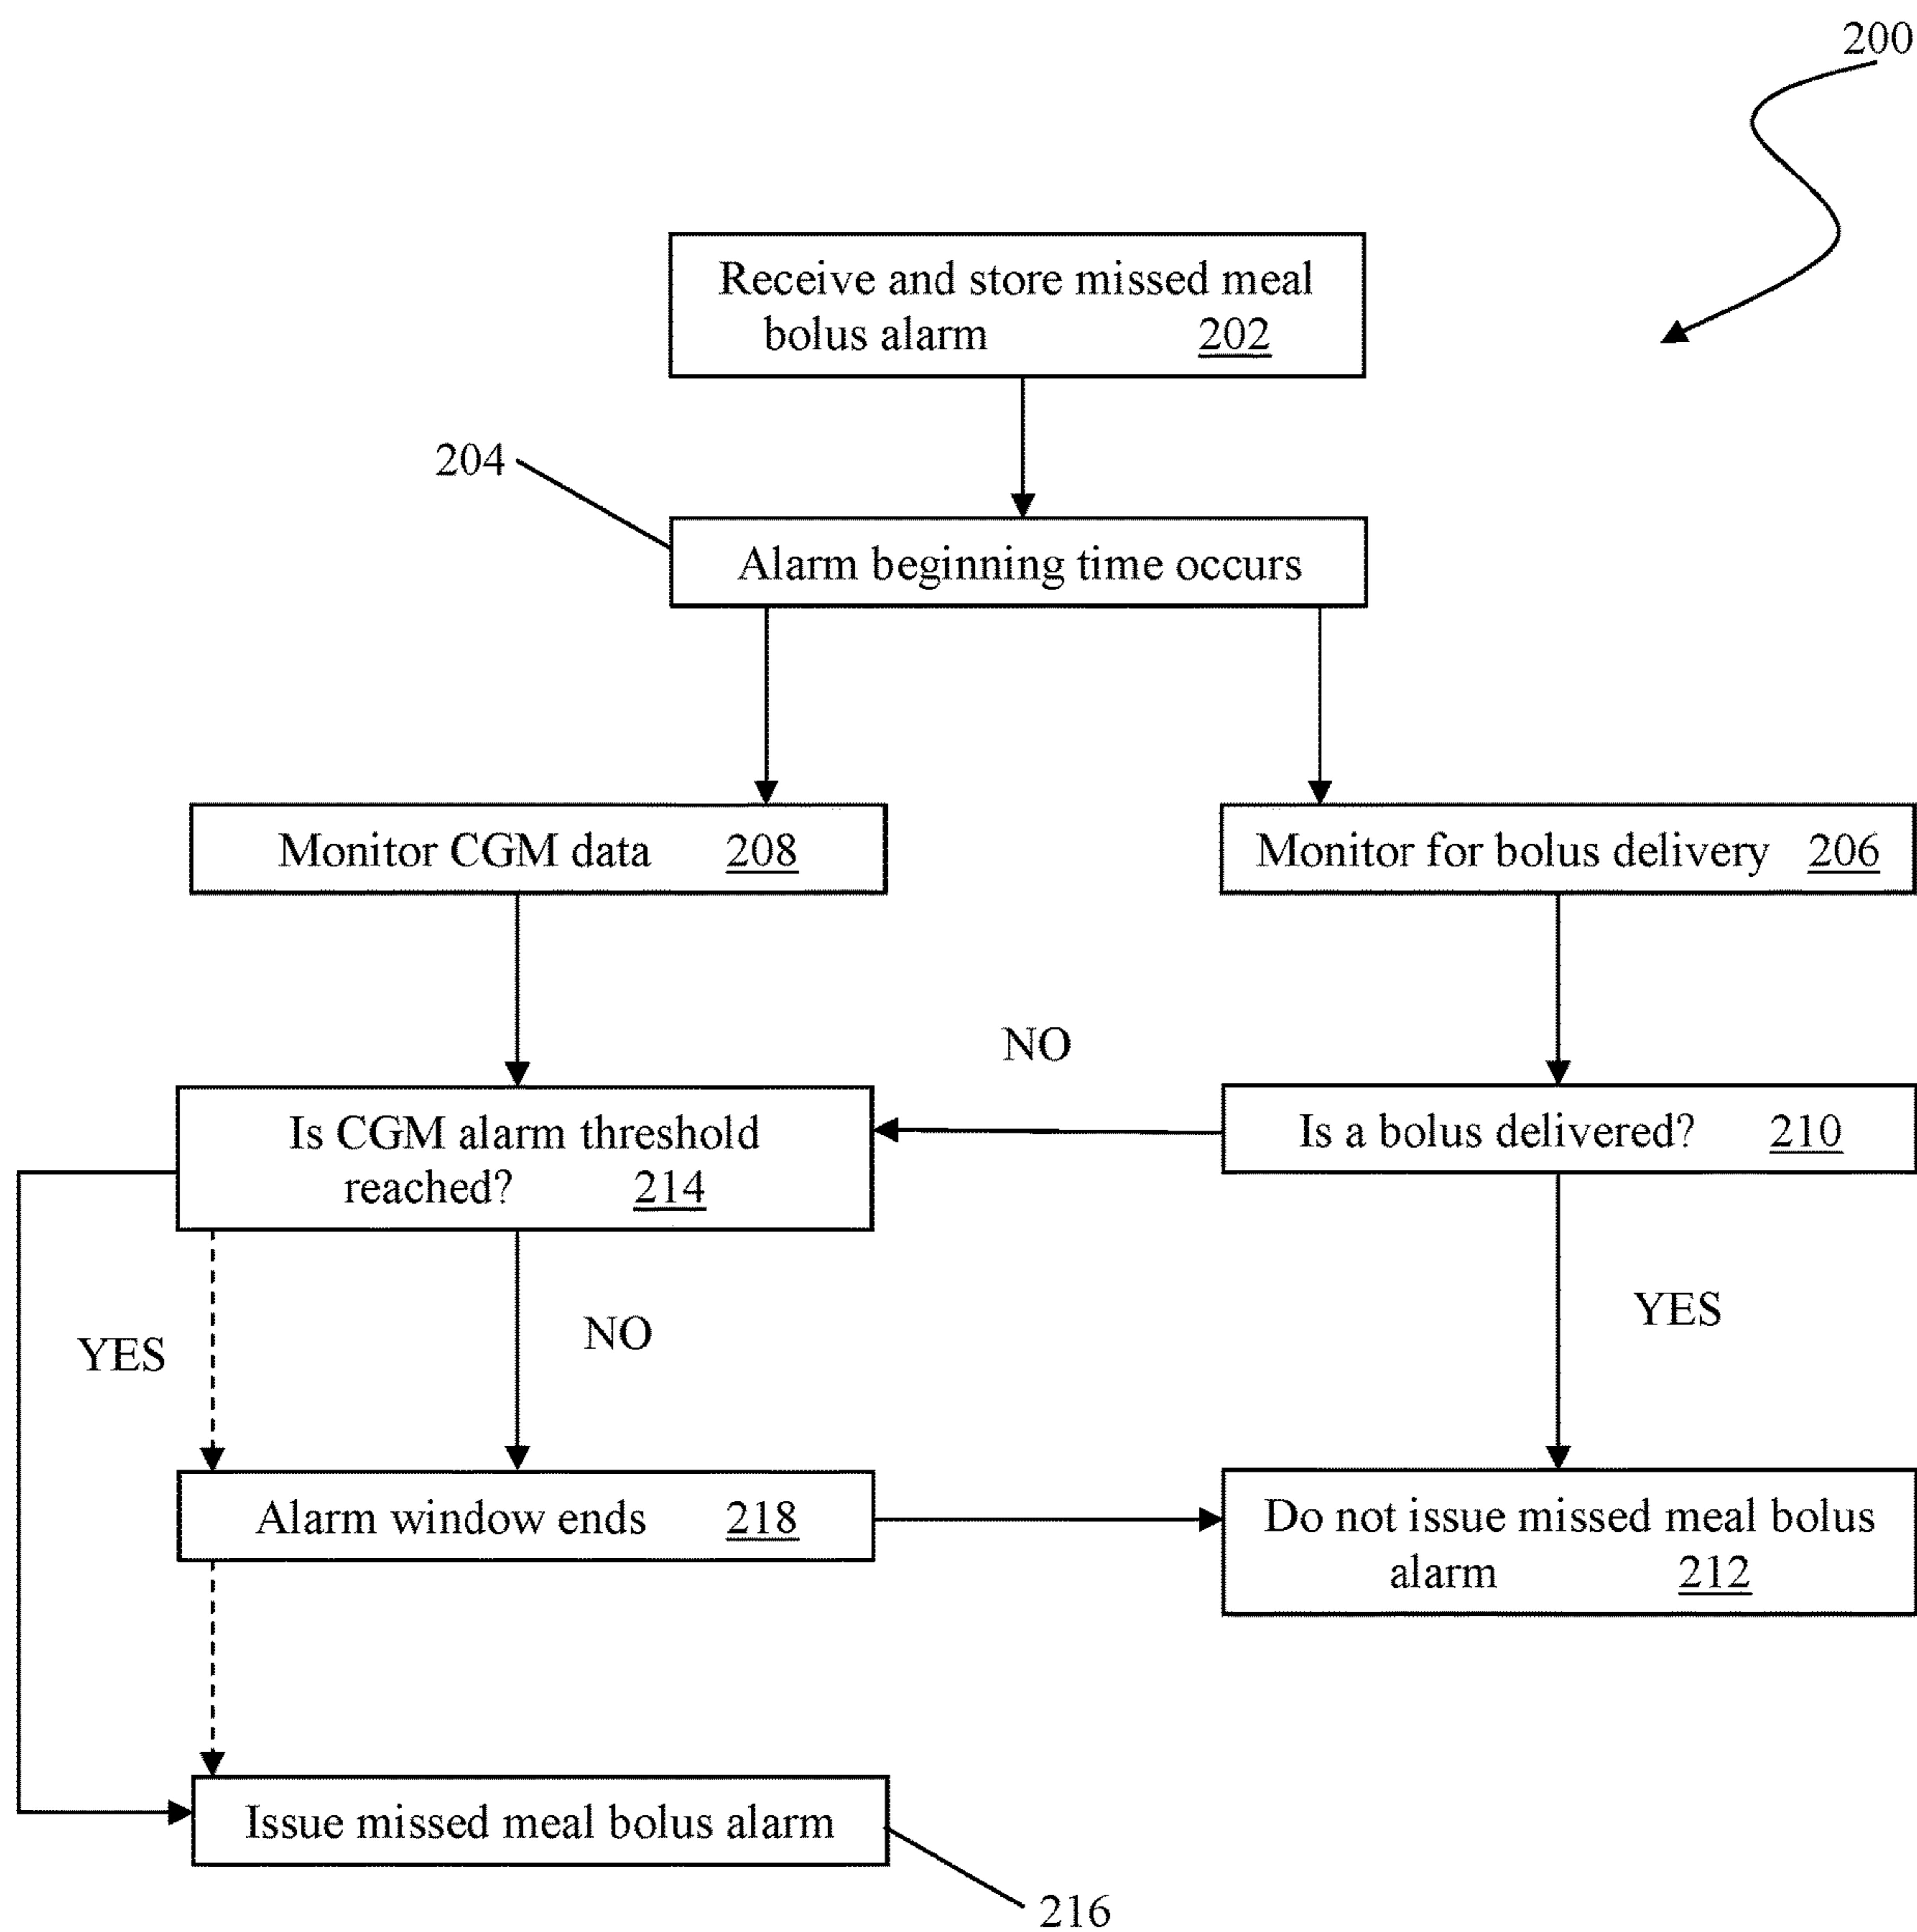 200
Receive and store missed meal
bolus alarm 202
204
Alarm beginning time occurs
Monitor CGM data 208
Monitor for bolus delivery 206
NO
Is CGM alarm threshold
reached? 214
Is a bolus delivered? 210
YES
NO
YES
Alarm window ends 218
Do not issue missed meal bolus
alarm 212
Issue missed meal bolus alarm
216